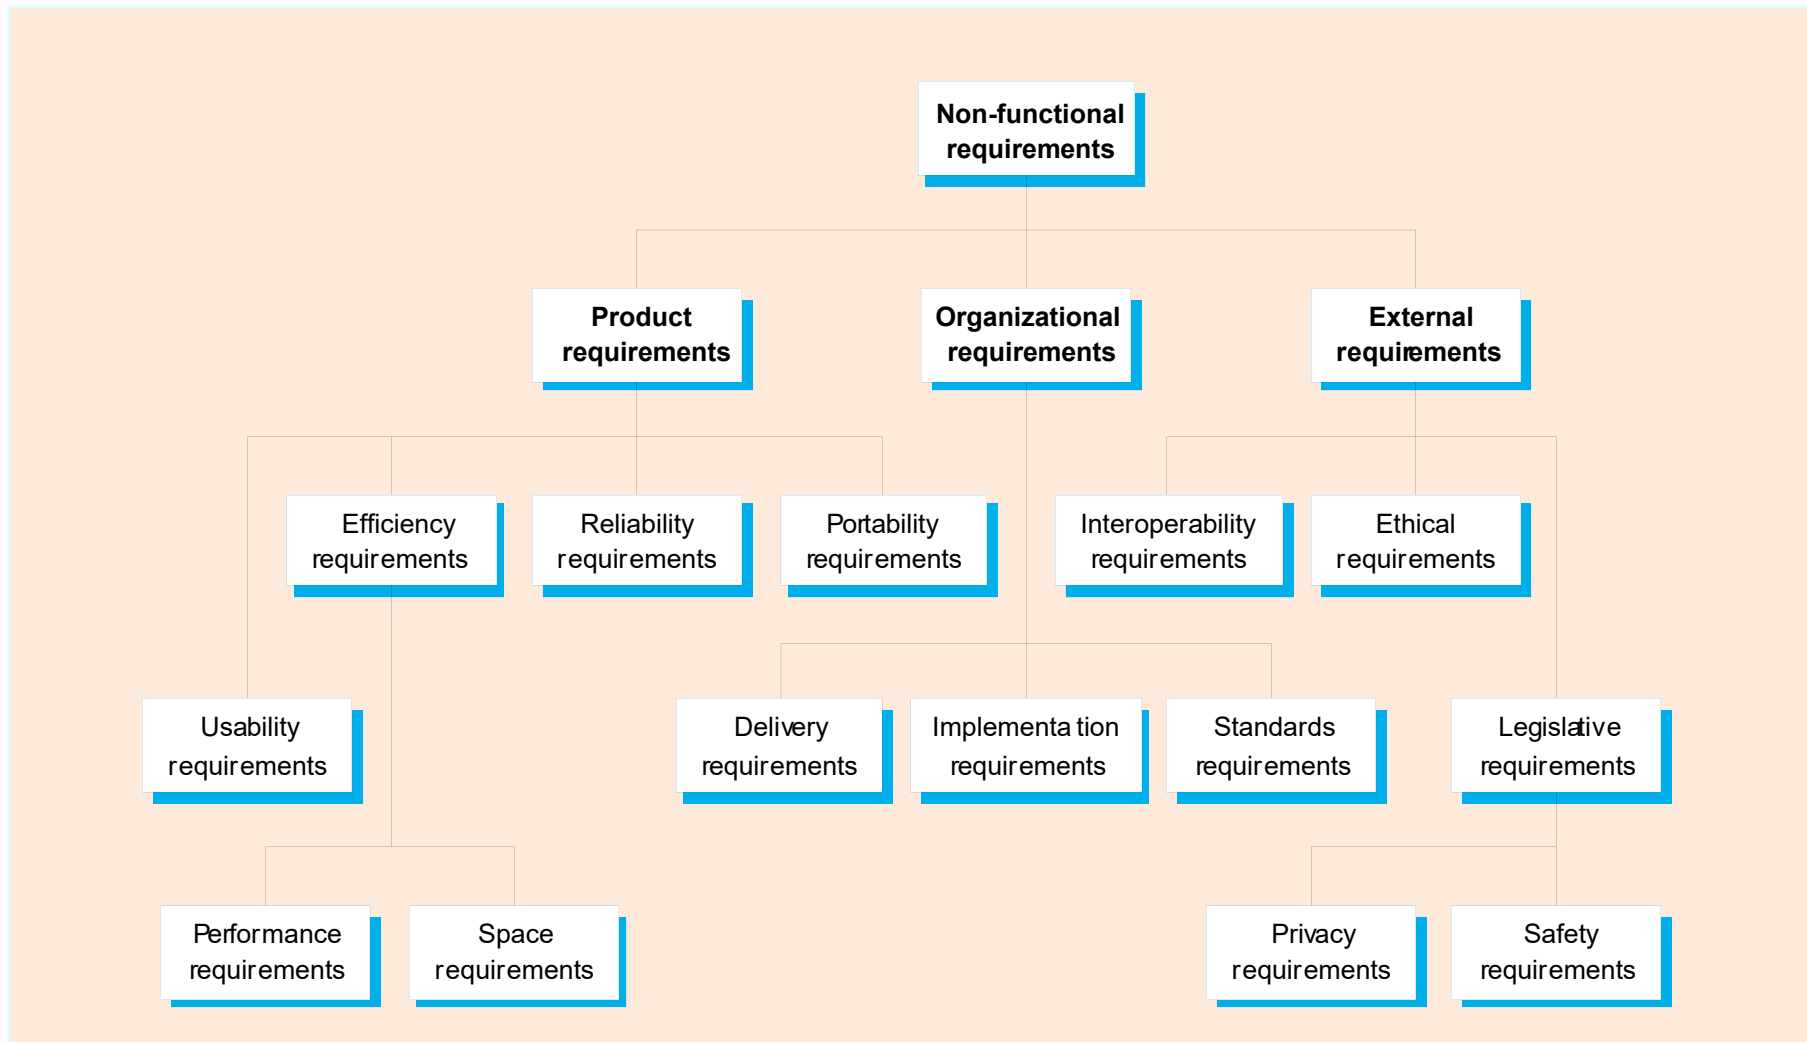 Non-functional
requirements
Product
requirements
Organizational
requirements
External
requirements
Efficiency
requirements
Reliability
requirements
Portability
requirements
Interoperability
requirements
Ethical
requirements
Usability
requirements
Delivery
requirements
Implementa tion
requirements
Standards
requirements
Legislative
requirements
Performance
requirements
Space
requirements
Privacy
requirements
Safety
requirements